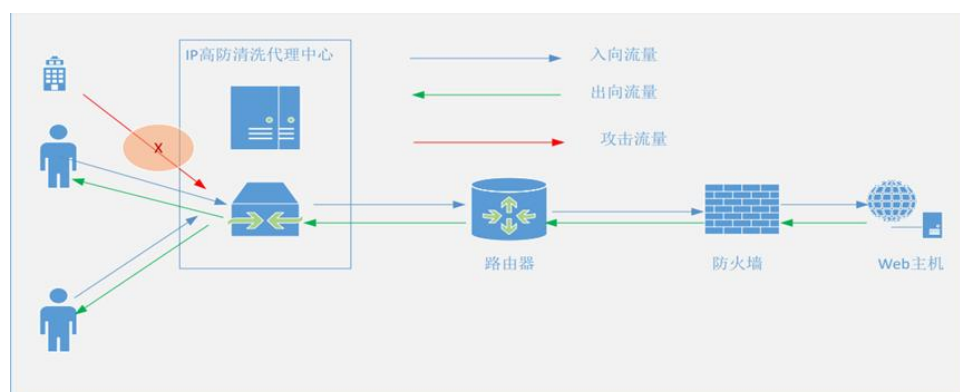 IP高防清洗代理中心
入向流量
出向流量
X
攻击流量
路由器
防火墙
Web主机